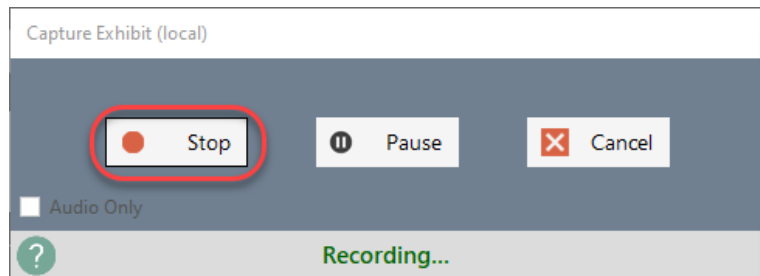 Capture Exhibit (local)
Stop Pause Cancel
Audio Only
? Recording...